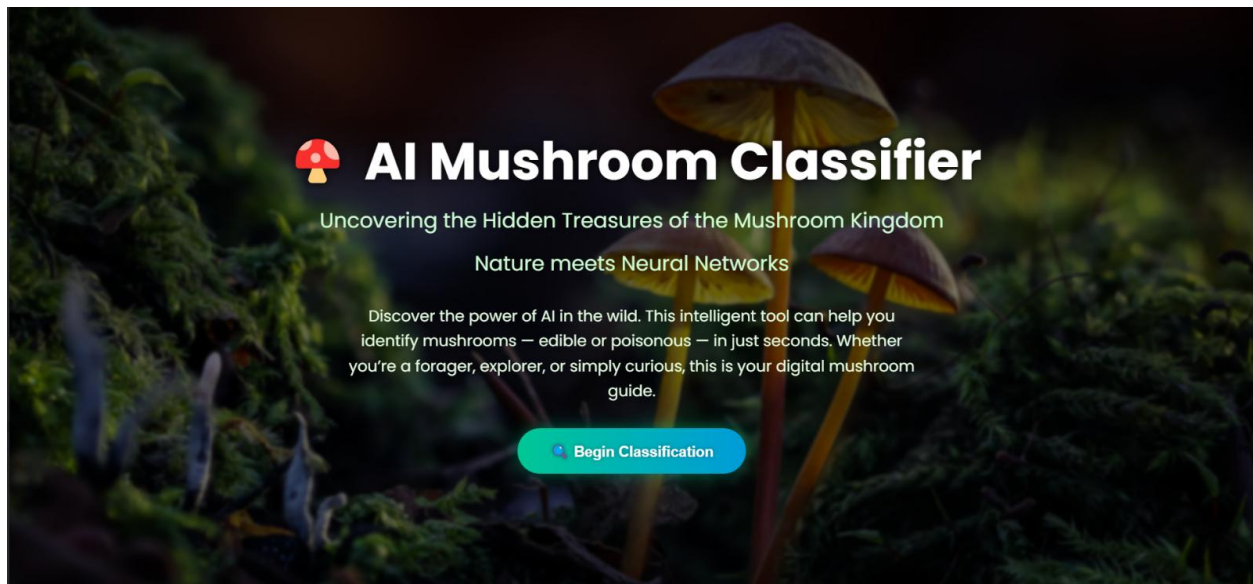 AI Mushroom Classifier
Uncovering the Hidden Treasures of the Mushroom Kingdom
Nature meets Neural Networks
Discover the power of AI in the wild. This intelligent tool can help you
identify mushrooms — edible or poisonous — in just seconds. Whether
you're a forager, explorer, or simply curious, this is your digital mushroom
guide.
Begin Classification